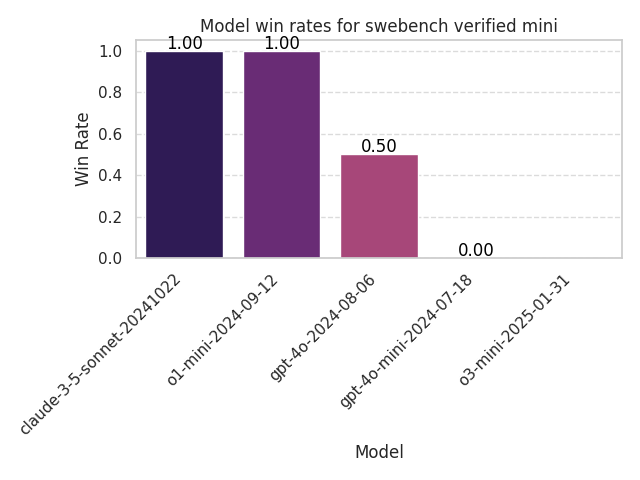 Model win rates for swebench verified mini
1.00
1.00
0.50
0.00
1.0
0.8
0.6
0.4
0.2
0.0
Win Rate
claude-3-5-sonnet-20241022
o1-mini-2024-09-12
gpt-4o-2024-08-06
gpt-4o-mini-2024-07-18
o3-mini-2025-01-31
Model